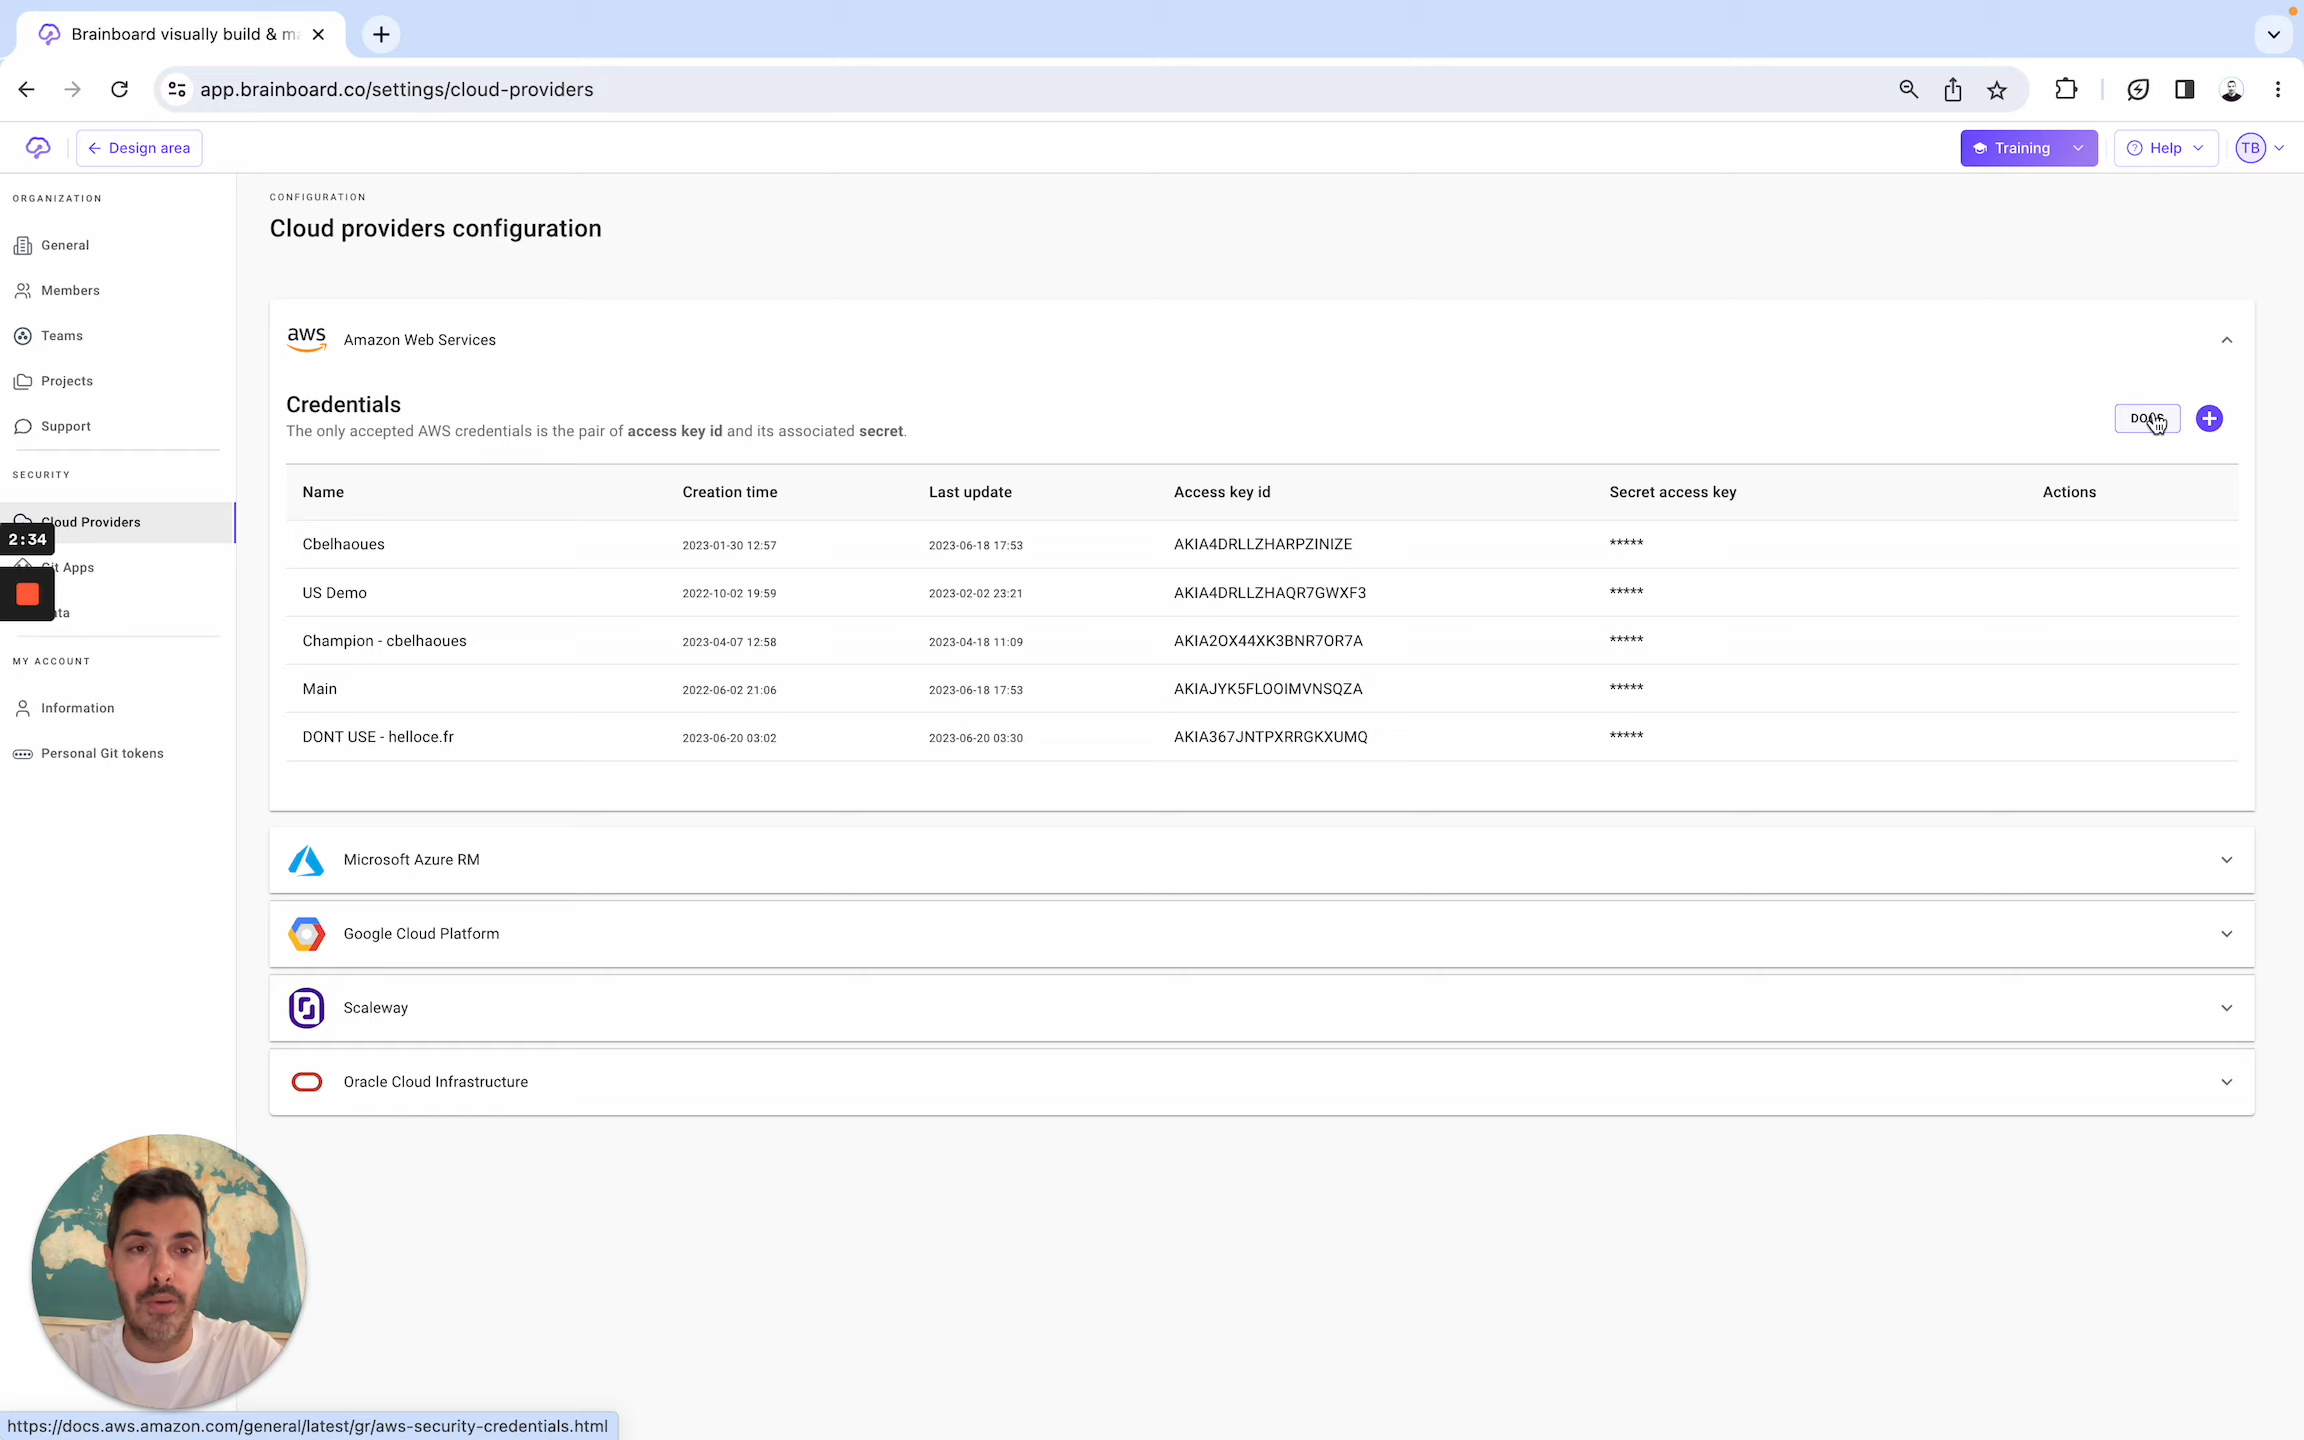 Brainboard visually build & ma
app.brainboard.co/settings/cloud-providers
Design area
Training
Help
TB
ORGANIZATION
General
Members
Teams
Projects
Support
SECURITY
Cloud Providers
2:34
Git Apps
MY ACCOUNT
Information
Personal Git tokens
CONFIGURATION
Cloud providers configuration
aws
Amazon Web Services
Credentials
The only accepted AWS credentials is the pair of access key id and its associated secret.
Name Creation time Last update Access key id Secret access key Actions
Cbelhaoues 2023-01-30 12:57 2023-06-18 17:53 AKIA4DRLLZHARPZINIZE *****
US Demo 2022-10-02 19:59 2023-02-02 23:21 AKIA4DRLLZHAQR7GWXF3 *****
Champion - cbelhaoues 2023-04-07 12:58 2023-04-18 11:09 AKIA2OX44XK3BNR7OR7A *****
Main 2022-06-02 21:06 2023-06-18 17:53 AKIAJYK5FLOOIMVNSQZA *****
DONT USE - helloce.fr 2023-06-20 03:02 2023-06-20 03:30 AKIA367JNTPXRRGKXUMQ *****
Microsoft Azure RM
Google Cloud Platform
Scaleway
Oracle Cloud Infrastructure
https://docs.aws.amazon.com/general/latest/gr/aws-security-credentials.html